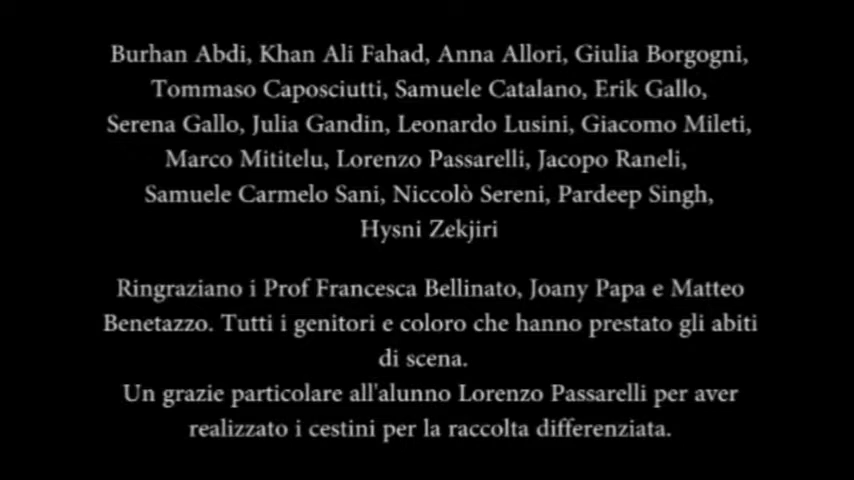 Burhan Abdi, Khan Ali Fahad, Anna Allori, Giulia Borgogni,
Tommaso Caposciutti, Samuele Catalano, Erik Gallo,
Serena Gallo, Julia Gandin, Leonardo Lusini, Giacomo Mileti,
Marco Mititelu, Lorenzo Passarelli, Jacopo Raneli,
Samuele Carmelo Sani, Niccolò Sereni, Pardeep Singh,
Hysni Zekjiri
Ringraziano i Prof Francesca Bellinato, Joany Papa e Matteo
Benetazzo. Tutti i genitori e coloro che hanno prestato gli abiti
di scena.
Un grazie particolare all'alunno Lorenzo Passarelli per aver
realizzato i cestini per la raccolta differenziata.